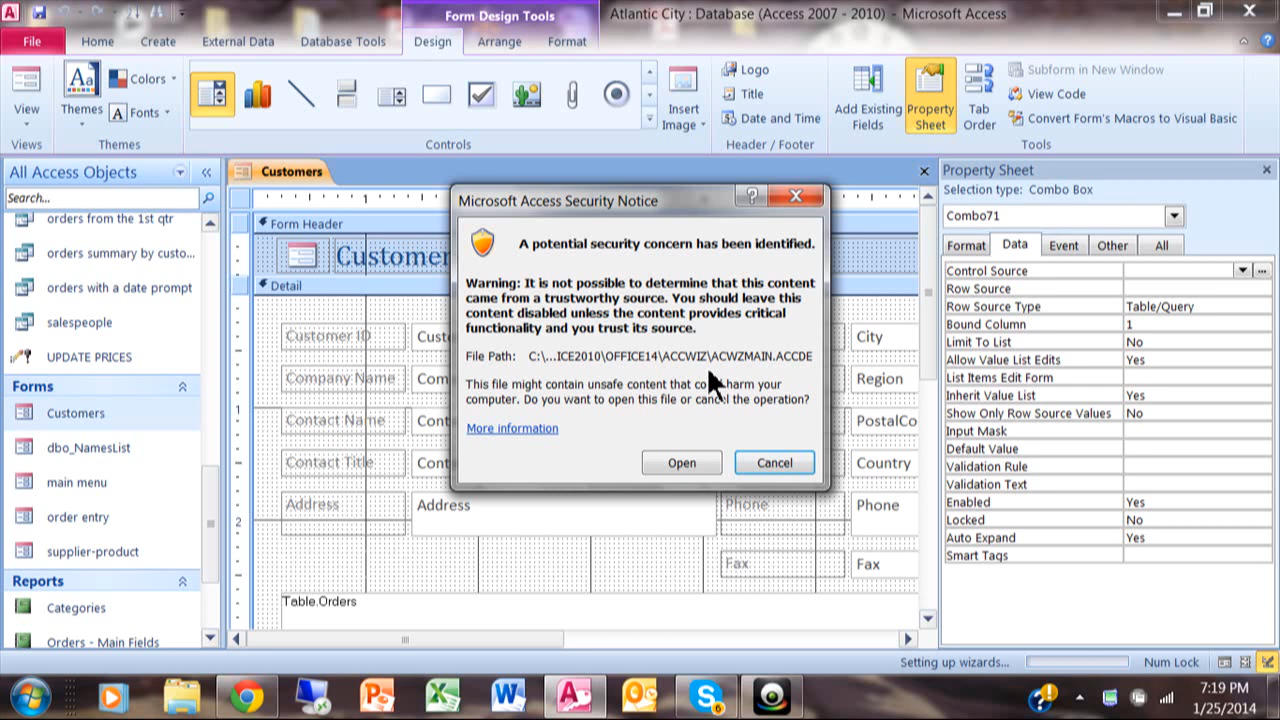 Form Design Tools
Atlantic City : Database (Access 2007 - 2010) - Microsoft Access
File
Home
Create
External Data
Database Tools
Design
Arrange
Format
View
Views
Themes
Colors
Fonts
Themes
Controls
Insert
Image
Logo
Title
Date and Time
Header / Footer
Add Existing
Fields
Property
Sheet
Tab
Order
Subform in New Window
View Code
Convert Form's Macros to Visual Basic
Tools
All Access Objects
Search...
orders from the 1st qtr
orders summary by custo...
orders with a date prompt
salespeople
UPDATE PRICES
Forms
Customers
dbo_NamesList
main menu
order entry
supplier-product
Reports
Categories
Orders - Main Fields
Customers
1
Form Header
Customer
Detail
Customer ID
Company Name
Contact Name
Contact Title
Address
Address
1
2
Phone
Fax
City
Region
PostalCo
Country
Phone
Fax
Table.Orders
Microsoft Access Security Notice
A potential security concern has been identified.
Warning: It is not possible to determine that this content
came from a trustworthy source. You should leave this
content disabled unless the content provides critical
functionality and you trust its source.
File Path: C:\...ICE2010\OFFICE14\ACCWIZ\ACWZMAIN.ACCDE
This file might contain unsafe content that could harm your
computer. Do you want to open this file or cancel the operation?
More information
Open
Cancel
Property Sheet
Selection type: Combo Box
Combo71
Format
Data
Event
Other
All
Control Source
Row Source
Row Source Type Table/Query
Bound Column 1
Limit To List No
Allow Value List Edits Yes
List Items Edit Form
Inherit Value List Yes
Show Only Row Source Values No
Input Mask
Default Value
Validation Rule
Validation Text
Enabled Yes
Locked No
Auto Expand Yes
Smart Tags
Setting up wizards...
Num Lock
7:19 PM
1/25/2014